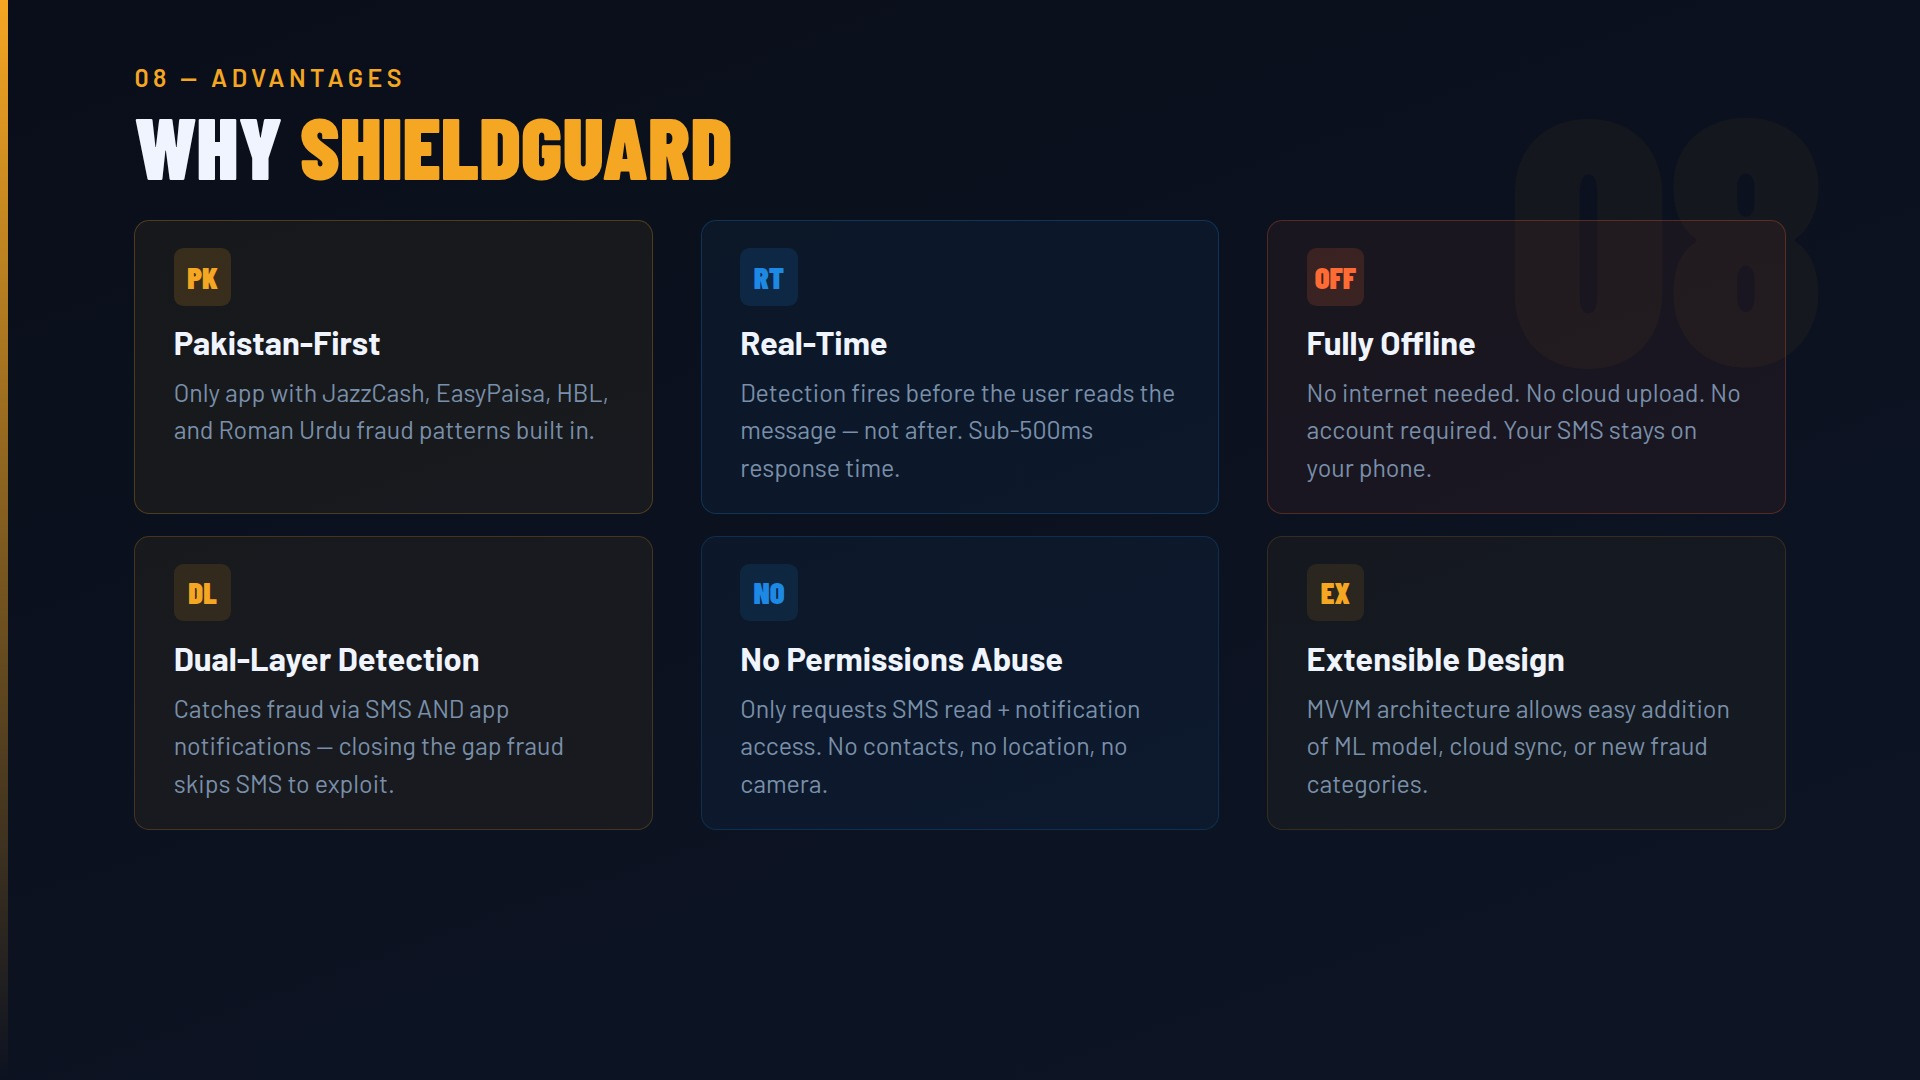 08 — ADVANTAGES
WHY SHIELDGUARD
08
PK
Pakistan-First
Only app with JazzCash, EasyPaisa, HBL,
and Roman Urdu fraud patterns built in.
RT
Real-Time
Detection fires before the user reads the
message — not after. Sub-500ms
response time.
OFF
Fully Offline
No internet needed. No cloud upload. No
account required. Your SMS stays on
your phone.
DL
Dual-Layer Detection
Catches fraud via SMS AND app
notifications — closing the gap fraud
skips SMS to exploit.
NO
No Permissions Abuse
Only requests SMS read + notification
access. No contacts, no location, no
camera.
EX
Extensible Design
MVVM architecture allows easy addition
of ML model, cloud sync, or new fraud
categories.